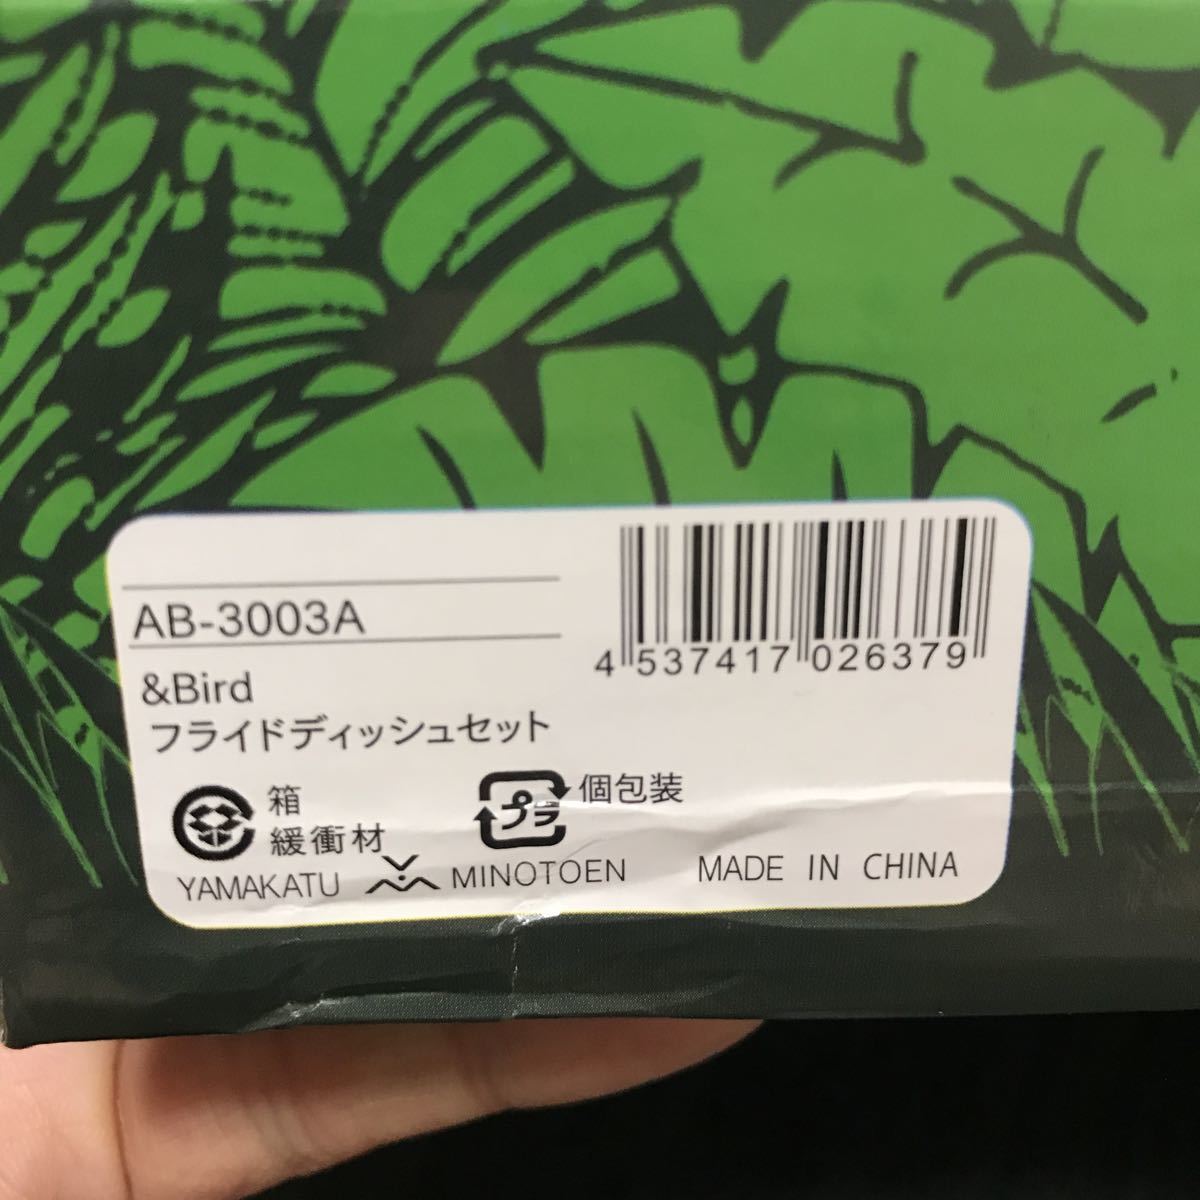 AB-3003A
4 537417 026379
&Bird
フライドディッシュセット
箱
緩衝材
プラ
個包装
YAMAKATU MINOTOEN MADE IN CHINA